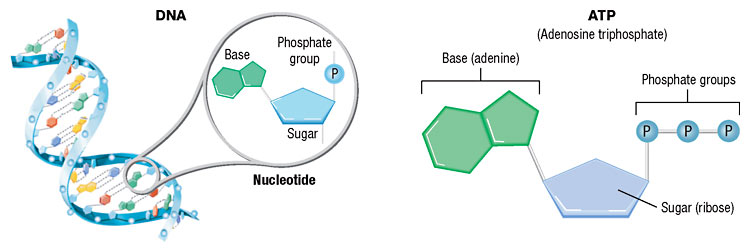 DNA
Base
Phosphate
group
P
Sugar
Nucleotide
ATP
(Adenosine triphosphate)
Base (adenine)
Phosphate groups
P P P
Sugar (ribose)